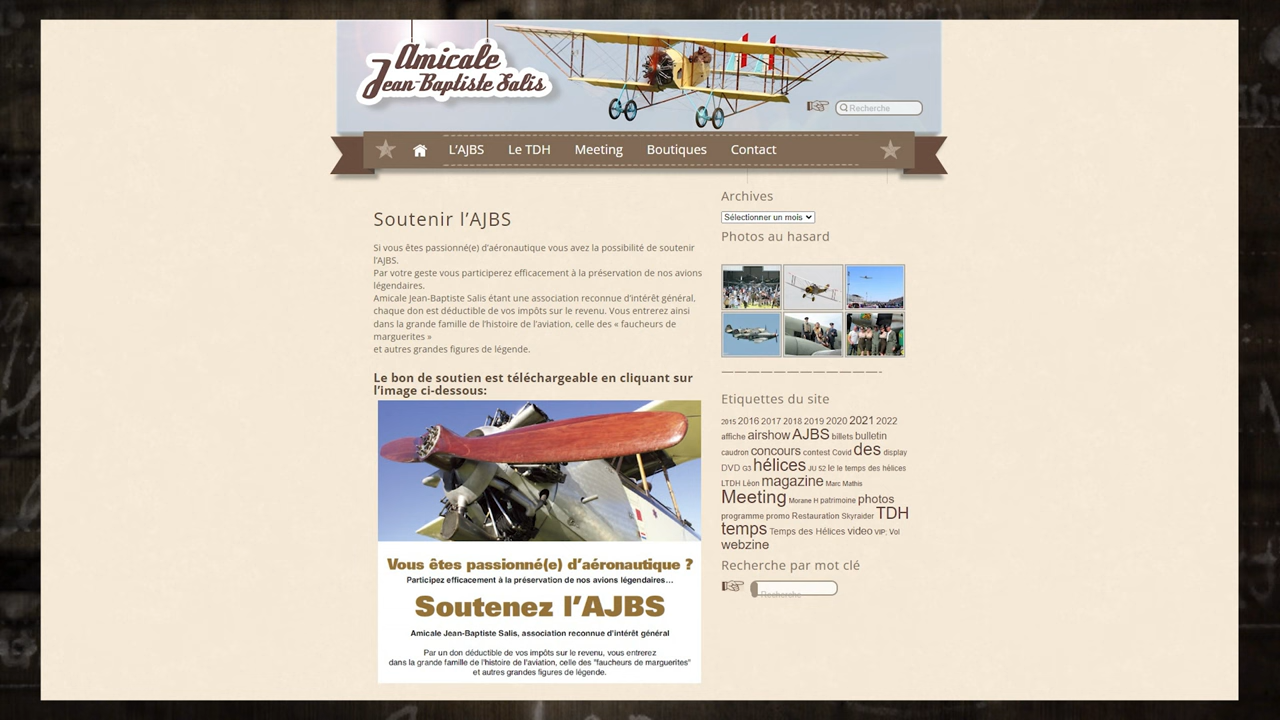 Amicale
Jean-Baptiste Salis
Recherche
L'AJBS Le TDH Meeting Boutiques Contact
Soutenir l'AJBS
Si vous êtes passionné(e) d'aéronautique vous avez la possibilité de soutenir
l'AJBS.
Par votre geste vous participerez efficacement à la préservation de nos avions
légendaires.
Amicale Jean-Baptiste Salis étant une association reconnue d'intérêt général,
chaque don est déductible de vos impôts sur le revenu. Vous entrerez ainsi
dans la grande famille de l'histoire de l'aviation, celle des « faucheurs de
marguerites »
et autres grandes figures de légende.
Le bon de soutien est téléchargeable en cliquant sur
l'image ci-dessous:
Vous êtes passionné(e) d'aéronautique ?
Participez efficacement à la préservation de nos avions légendaires...
Soutenez l'AJBS
Amicale Jean-Baptiste Salis, association reconnue d'intérêt général
Par un don déductible de vos impôts sur le revenu, vous entrerez
dans la grande famille de l'histoire de l'aviation, celle des "faucheurs de marguerites"
et autres grandes figures de légende.
Archives
Sélectionner un mois
Photos au hasard
————————————-
Etiquettes du site
2015 2016 2017 2018 2019 2020 2021 2022
affiche airshow AJBS billets bulletin
caudron concours contest Covid des display
DVD G3 hélices JU 52 le le temps des hélices
LTDH Lèon magazine Marc Mathis
Meeting Morane H patrimoine photos
programme promo Restauration Skyraider TDH
temps Temps des Hélices video VIP; Vol
webzine
Recherche par mot clé
Recherche